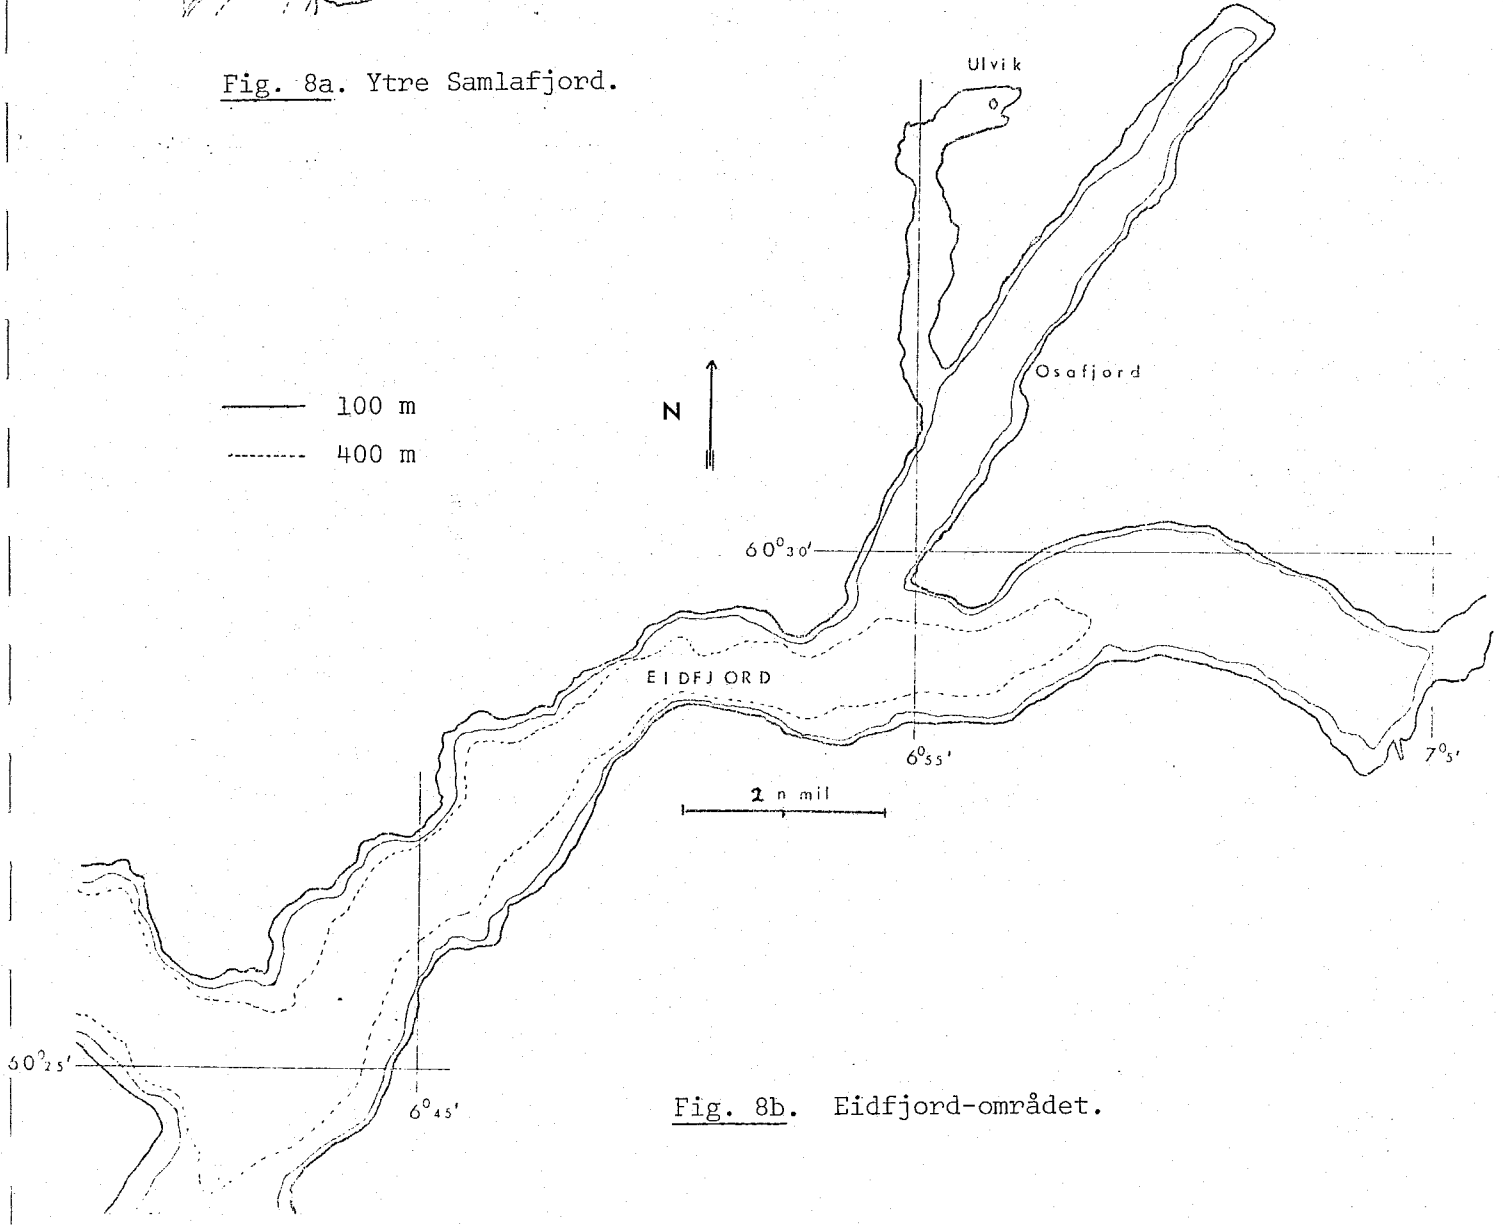 Fig. 8a. Ytre Samlafjord.
Ulvik
Osafjord
100 m
400 m
N
60°30'
EIDFJORD
6°55'
7°5'
2 n mil
60°25'
6°45'
Fig. 8b. Eidfjord-området.